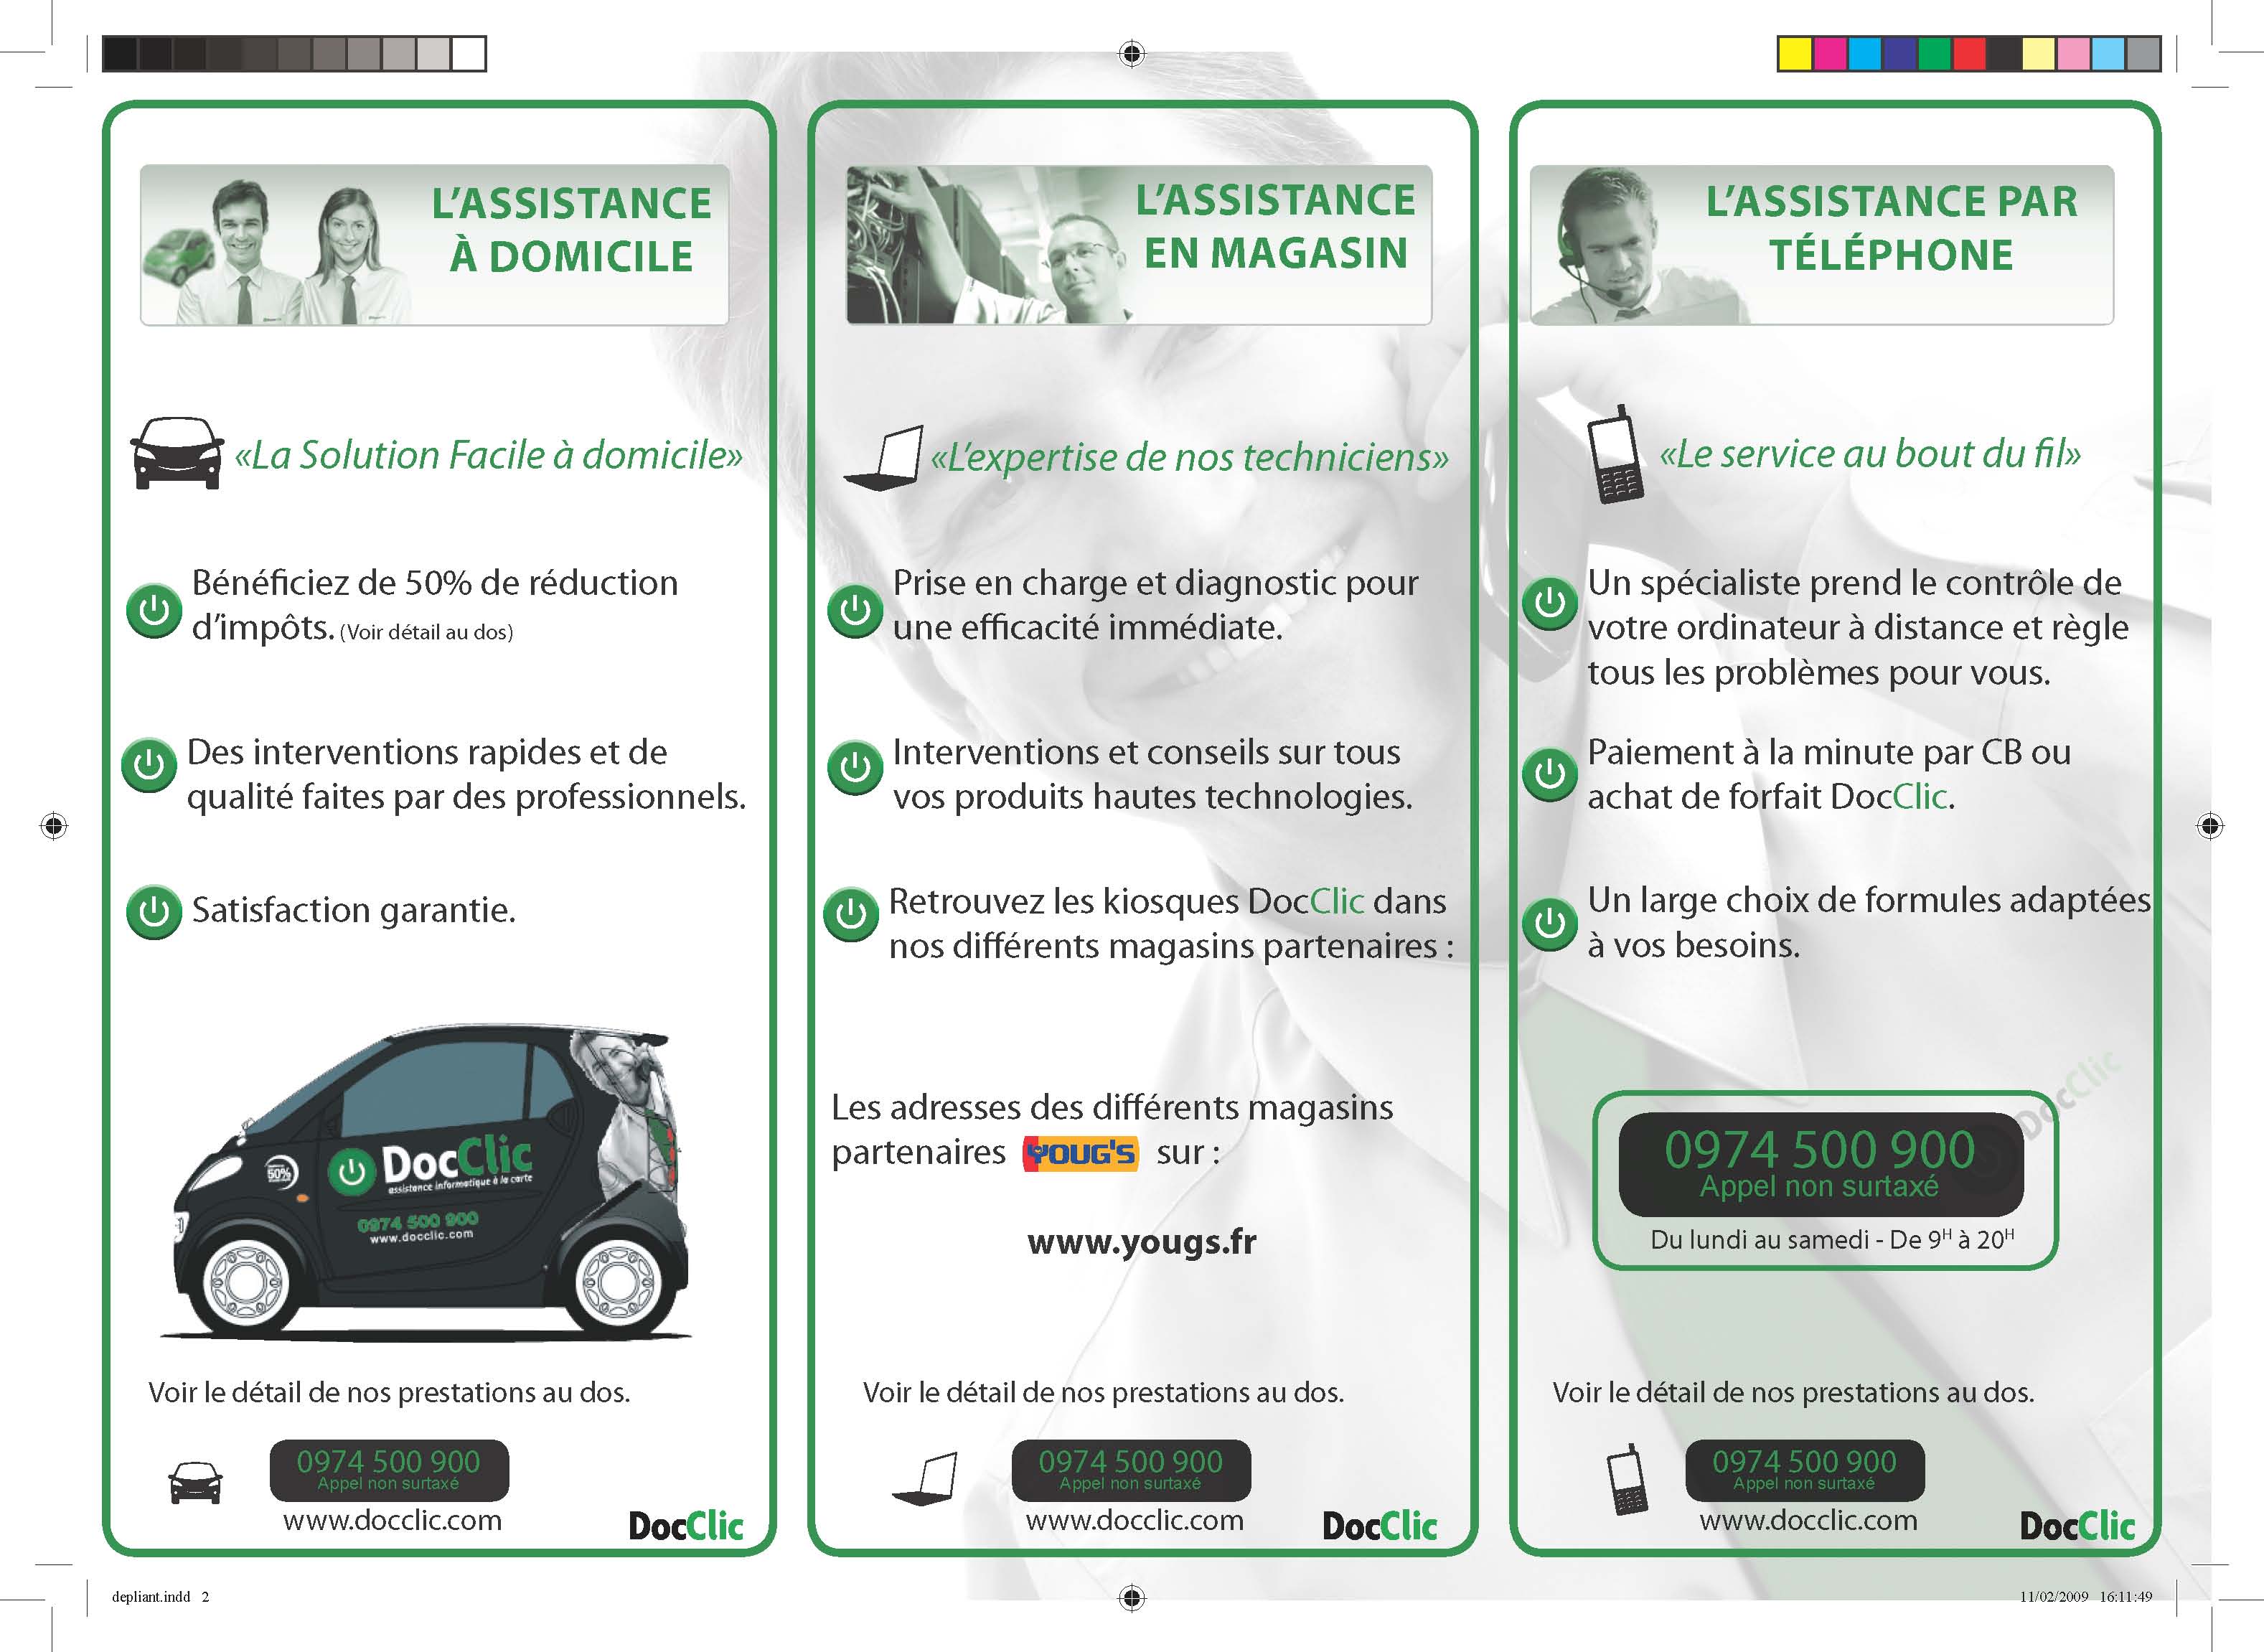 L'ASSISTANCE
À DOMICILE
«La Solution Facile à domicile»
Bénéficiez de 50% de réduction
d'impôts. (Voir détail au dos)
Des interventions rapides et de
qualité faites par des professionnels.
Satisfaction garantie.
50%
DocClic
assistance informatique à la carte
0974 500 900
www.docclic.com
Voir le détail de nos prestations au dos.
0974 500 900
Appel non surtaxé
www.docclic.com
DocClic
L'ASSISTANCE
EN MAGASIN
«L'expertise de nos techniciens»
Prise en charge et diagnostic pour
une efficacité immédiate.
Interventions et conseils sur tous
vos produits hautes technologies.
Retrouvez les kiosques DocClic dans
nos différents magasins partenaires :
Les adresses des différents magasins
partenaires YOUG'S sur :
www.yougs.fr
Voir le détail de nos prestations au dos.
0974 500 900
Appel non surtaxé
www.docclic.com
DocClic
L'ASSISTANCE PAR
TÉLÉPHONE
«Le service au bout du fil»
Un spécialiste prend le contrôle de
votre ordinateur à distance et règle
tous les problèmes pour vous.
Paiement à la minute par CB ou
achat de forfait DocClic.
Un large choix de formules adaptées
à vos besoins.
DocClic
0974 500 900
Appel non surtaxé
Du lundi au samedi - De 9H à 20H
Voir le détail de nos prestations au dos.
0974 500 900
Appel non surtaxé
www.docclic.com
DocClic
depliant.indd 2
11/02/2009 16:11:49